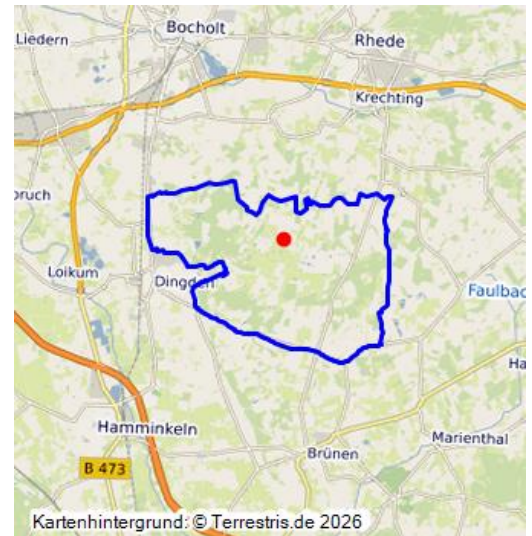 Bocholt
Liedern
Rhede
Krechting
bruch
Loikum
Dingden
Faulbac
Ha
Hamminkeln
Marienthal
Brünen
B 473
Kartenhintergrund: © Terrestris.de 2026